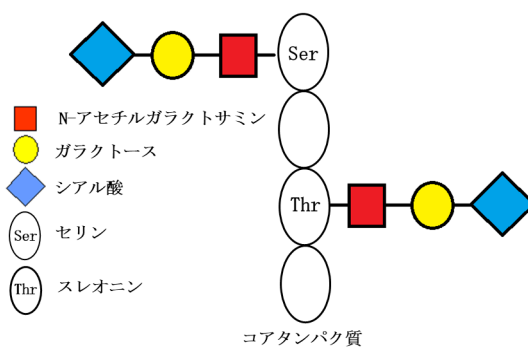 Ser
Thr
N-アセチルガラクトサミン
ガラクトース
シアル酸
Ser セリン
Thr スレオニン
コアタンパク質